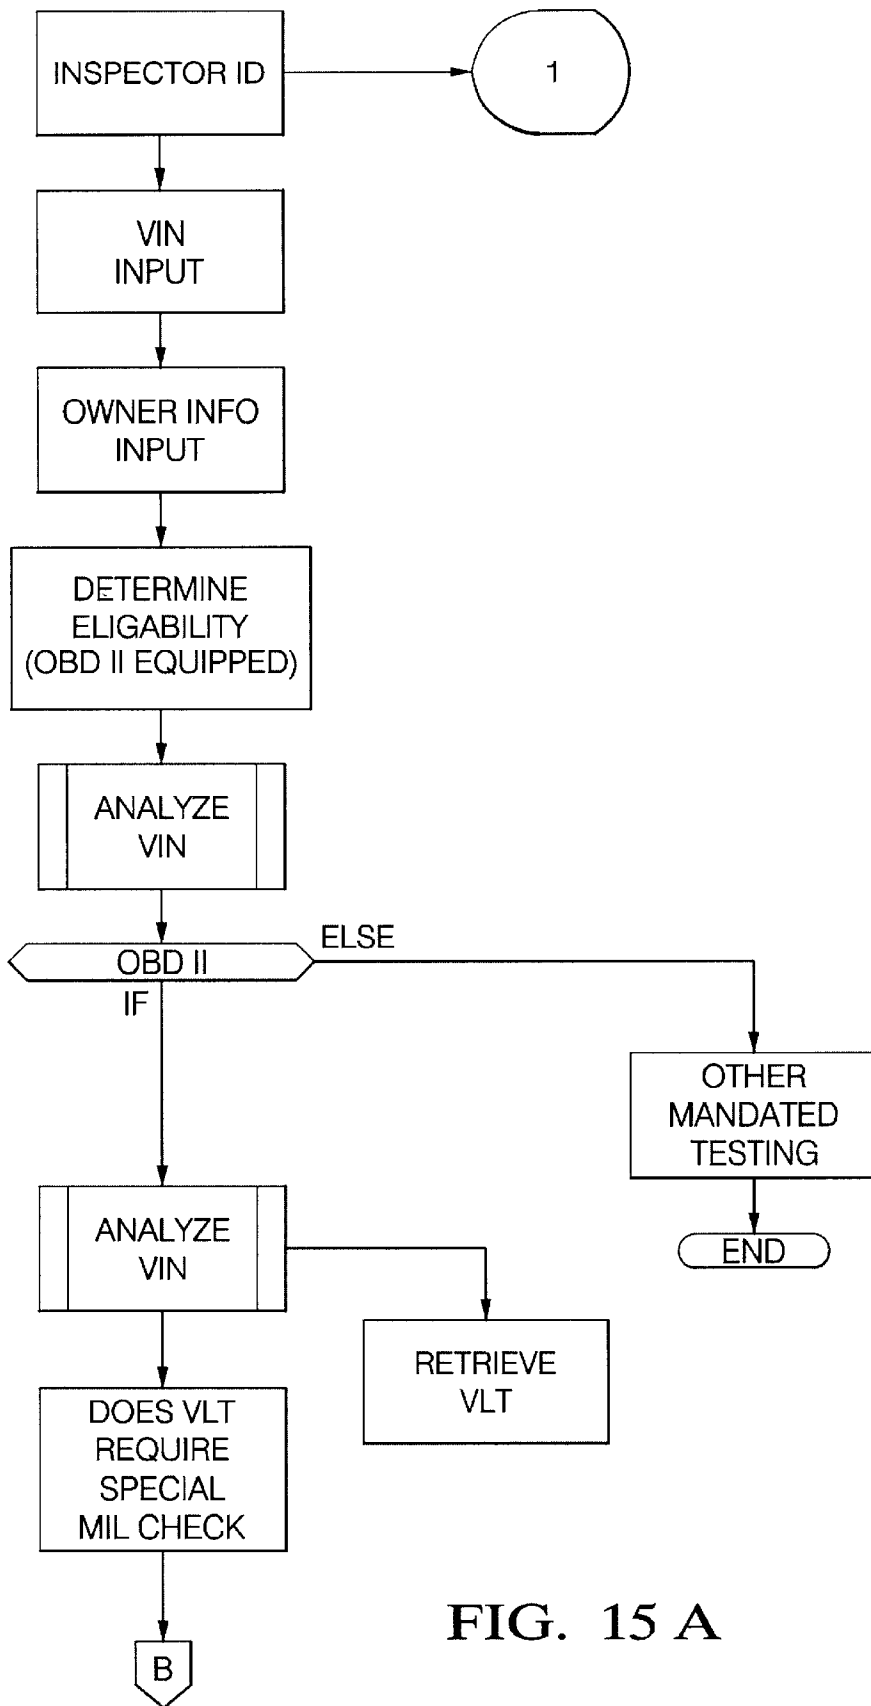 INSPECTOR ID
1
VIN
INPUT
OWNER INFO
INPUT
DETERMINE
ELIGABILITY
(OBD II EQUIPPED)
ANALYZE
VIN
OBD II
ELSE
IF
OTHER
MANDATED
TESTING
END
ANALYZE
VIN
RETRIEVE
VLT
DOES VLT
REQUIRE
SPECIAL
MIL CHECK
B
FIG. 15 A